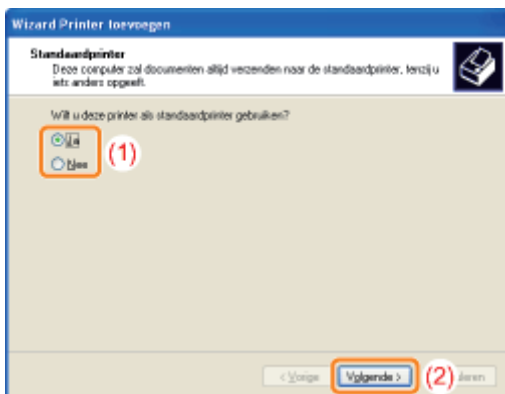 Wizard Printer toevoegen
Standaardprinter
Deze computer zal documenten altijd verzenden naar de standaardprinter, tenzij u
iets anders opgeeft.
Wilt u deze printer als standaardprinter gebruiken?
Ja
(1)
Nee
< Vorige
Volgende >
(2)